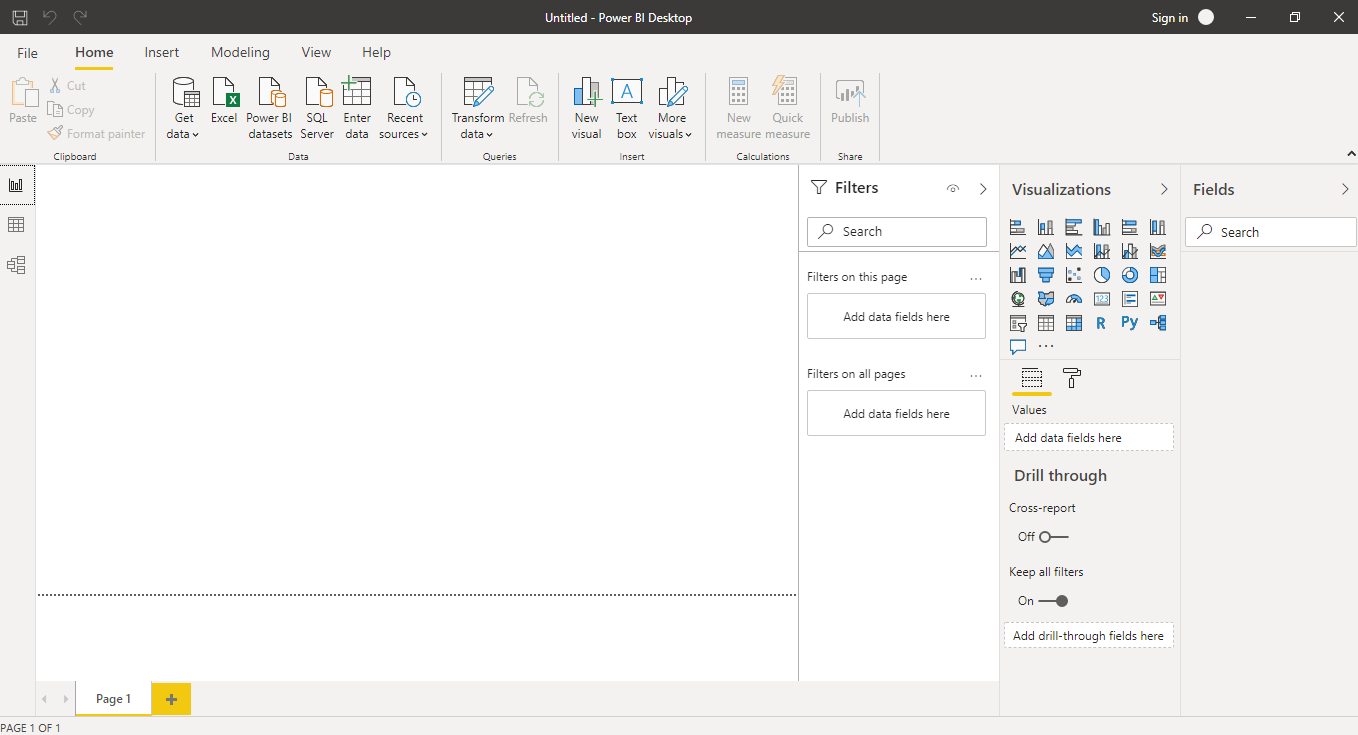 Untitled - Power BI Desktop
Sign in
File Home Insert Modeling View Help
Paste
Cut
Copy
Format painter
Clipboard
Get data
Excel
Power BI datasets
SQL Server
Enter data
Recent sources
Data
Transform data
Refresh
Queries
New visual
Text box
More visuals
Insert
New measure
Quick measure
Calculations
Publish
Share
Filters
Search
Filters on this page ...
Add data fields here
Filters on all pages ...
Add data fields here
Visualizations
123
R Py
...
Values
Add data fields here
Drill through
Cross-report
Off
Keep all filters
On
Add drill-through fields here
Fields
Search
Page 1
PAGE 1 OF 1